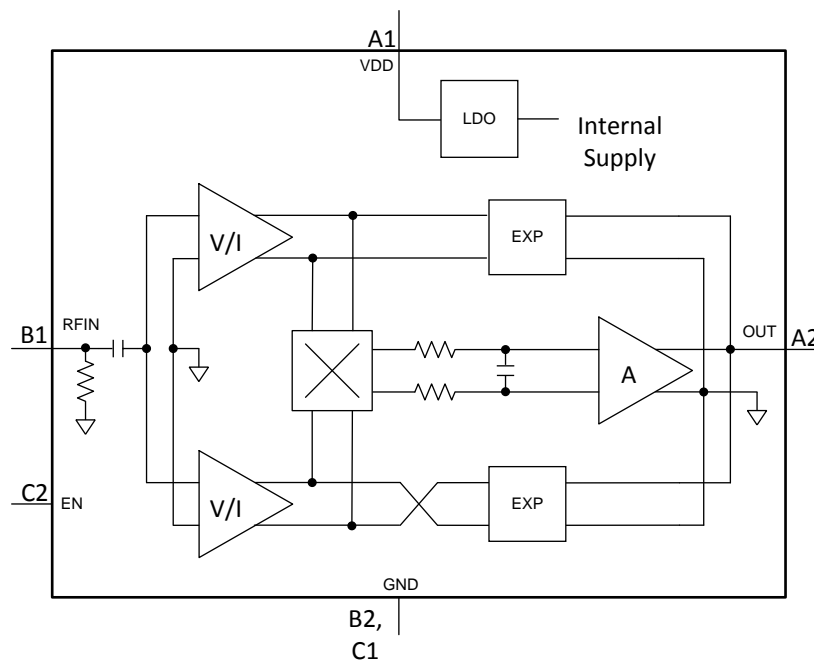 A1
VDD
LDO
Internal
Supply
V/I
EXP
B1
RFIN
OUT
A2
A
C2
EN
V/I
EXP
GND
B2,
C1